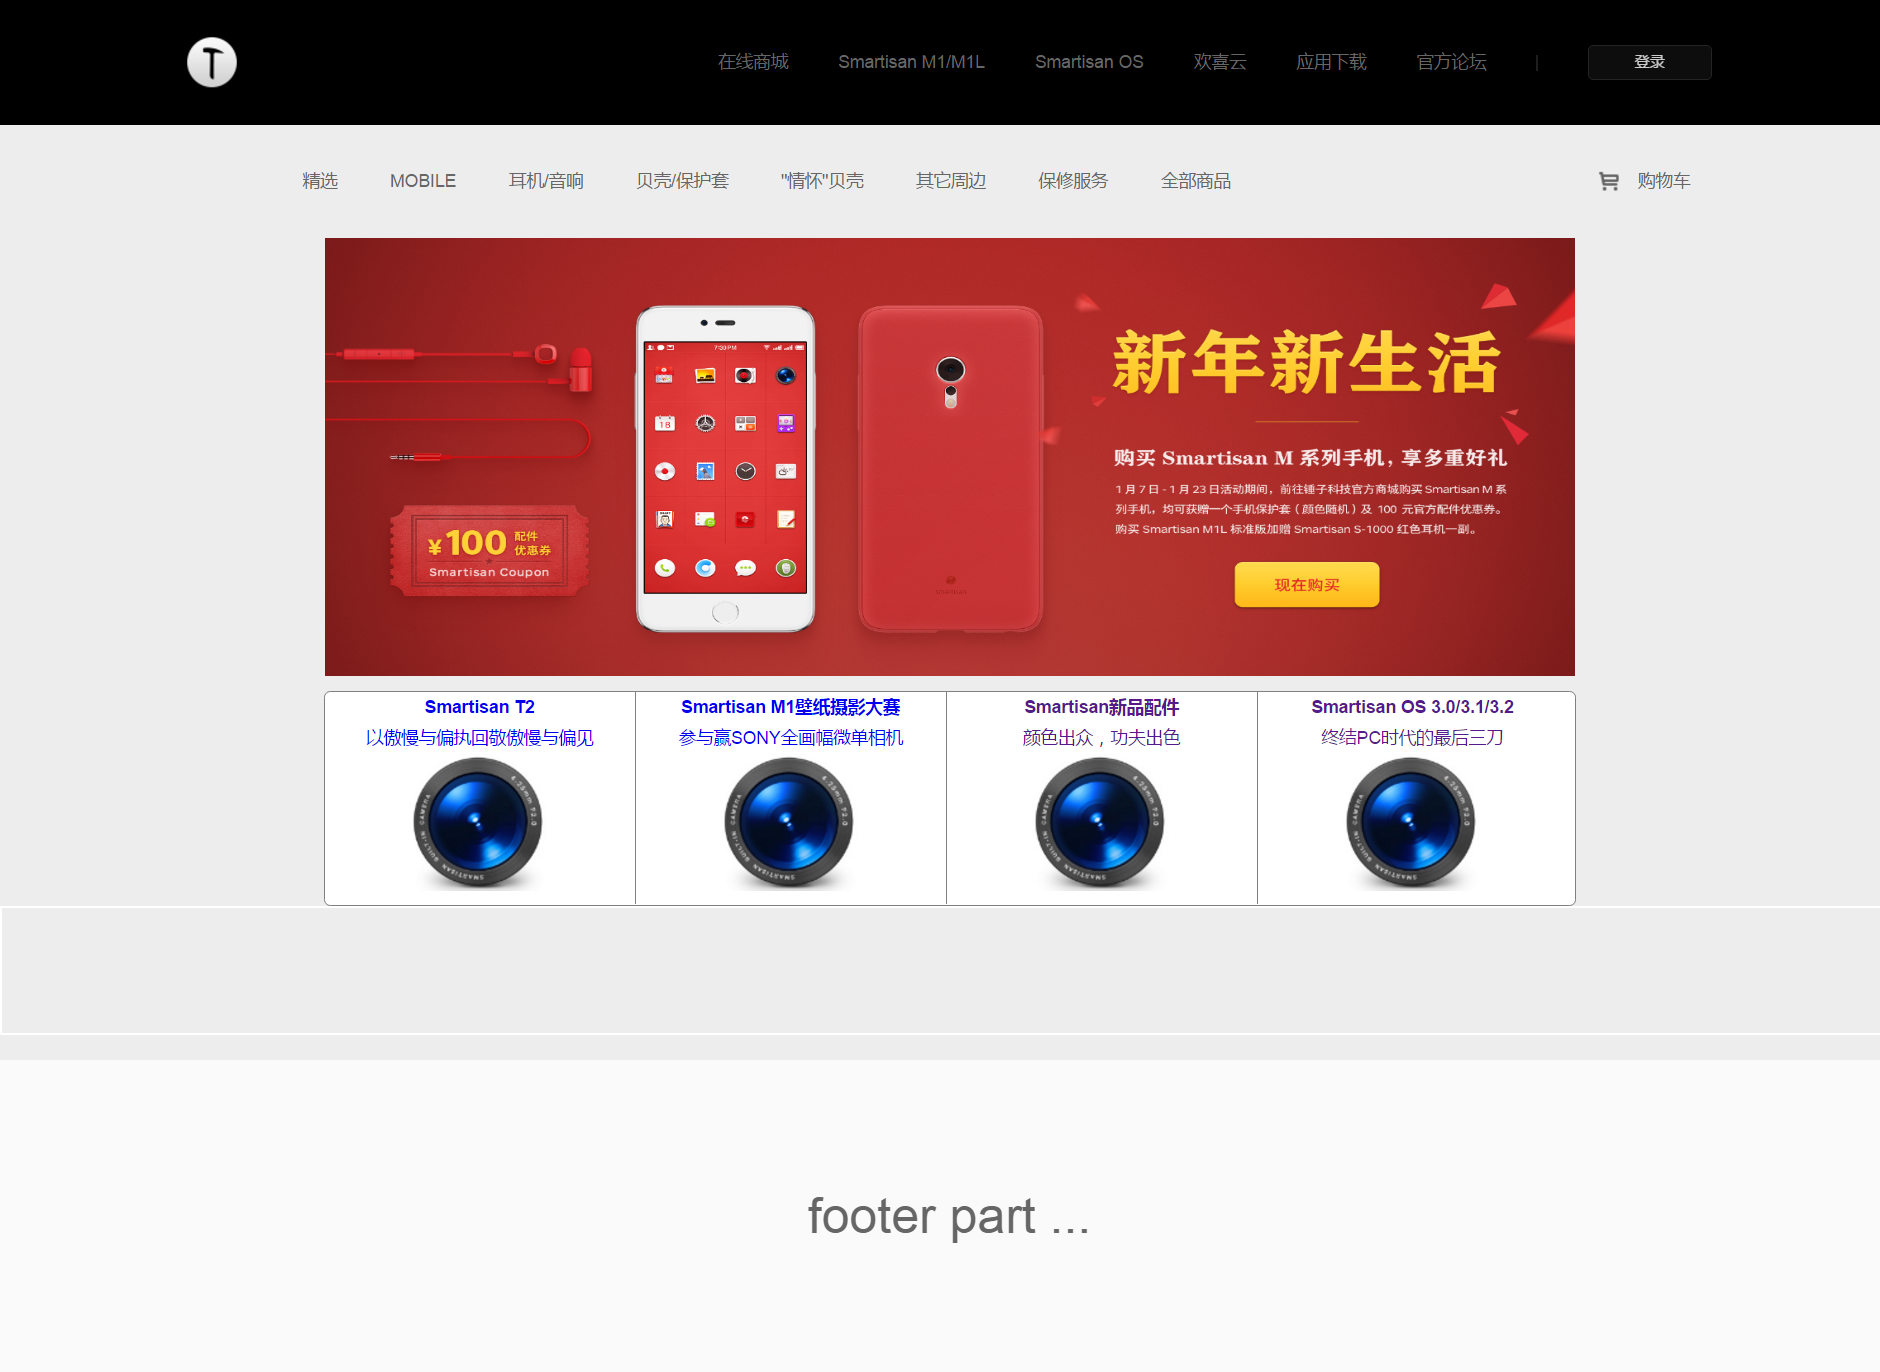 T
在线商城 Smartisan M1/M1L Smartisan OS 欢喜云 应用下载 官方论坛 | 登录
精选 MOBILE 耳机/音响 贝壳/保护套 "情怀"贝壳 其它周边 保修服务 全部商品 购物车
7:30 PM
18
新年新生活
购买 Smartisan M 系列手机，享多重好礼
1 月 7 日 - 1 月 23 日活动期间，前往锤子科技官方商城购买 Smartisan M 系
列手机，均可获赠一个手机保护套（颜色随机）及 100 元官方配件优惠券。
购买 Smartisan M1L 标准版加赠 Smartisan S-1000 红色耳机一副。
现在购买
¥100 配件
优惠券
Smartisan Coupon
Smartisan T2
以傲慢与偏执回敬傲慢与偏见
Smartisan M1壁纸摄影大赛
参与赢SONY全画幅微单相机
Smartisan新品配件
颜色出众，功夫出色
Smartisan OS 3.0/3.1/3.2
终结PC时代的最后三刀
footer part ...